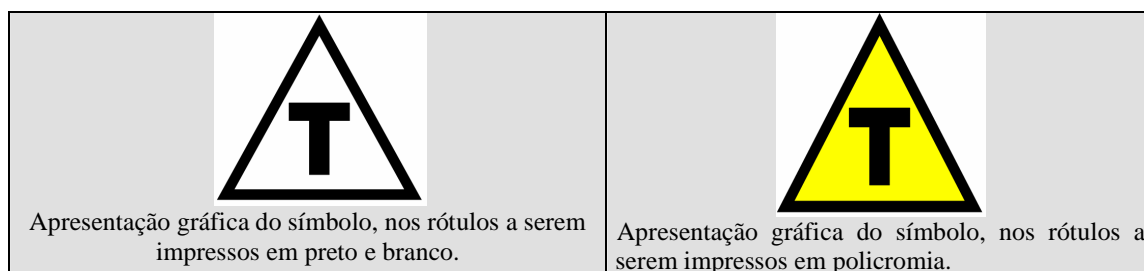 T
Apresentação gráfica do símbolo, nos rótulos a serem
impressos em preto e branco.
T
Apresentação gráfica do símbolo, nos rótulos a
serem impressos em policromia.